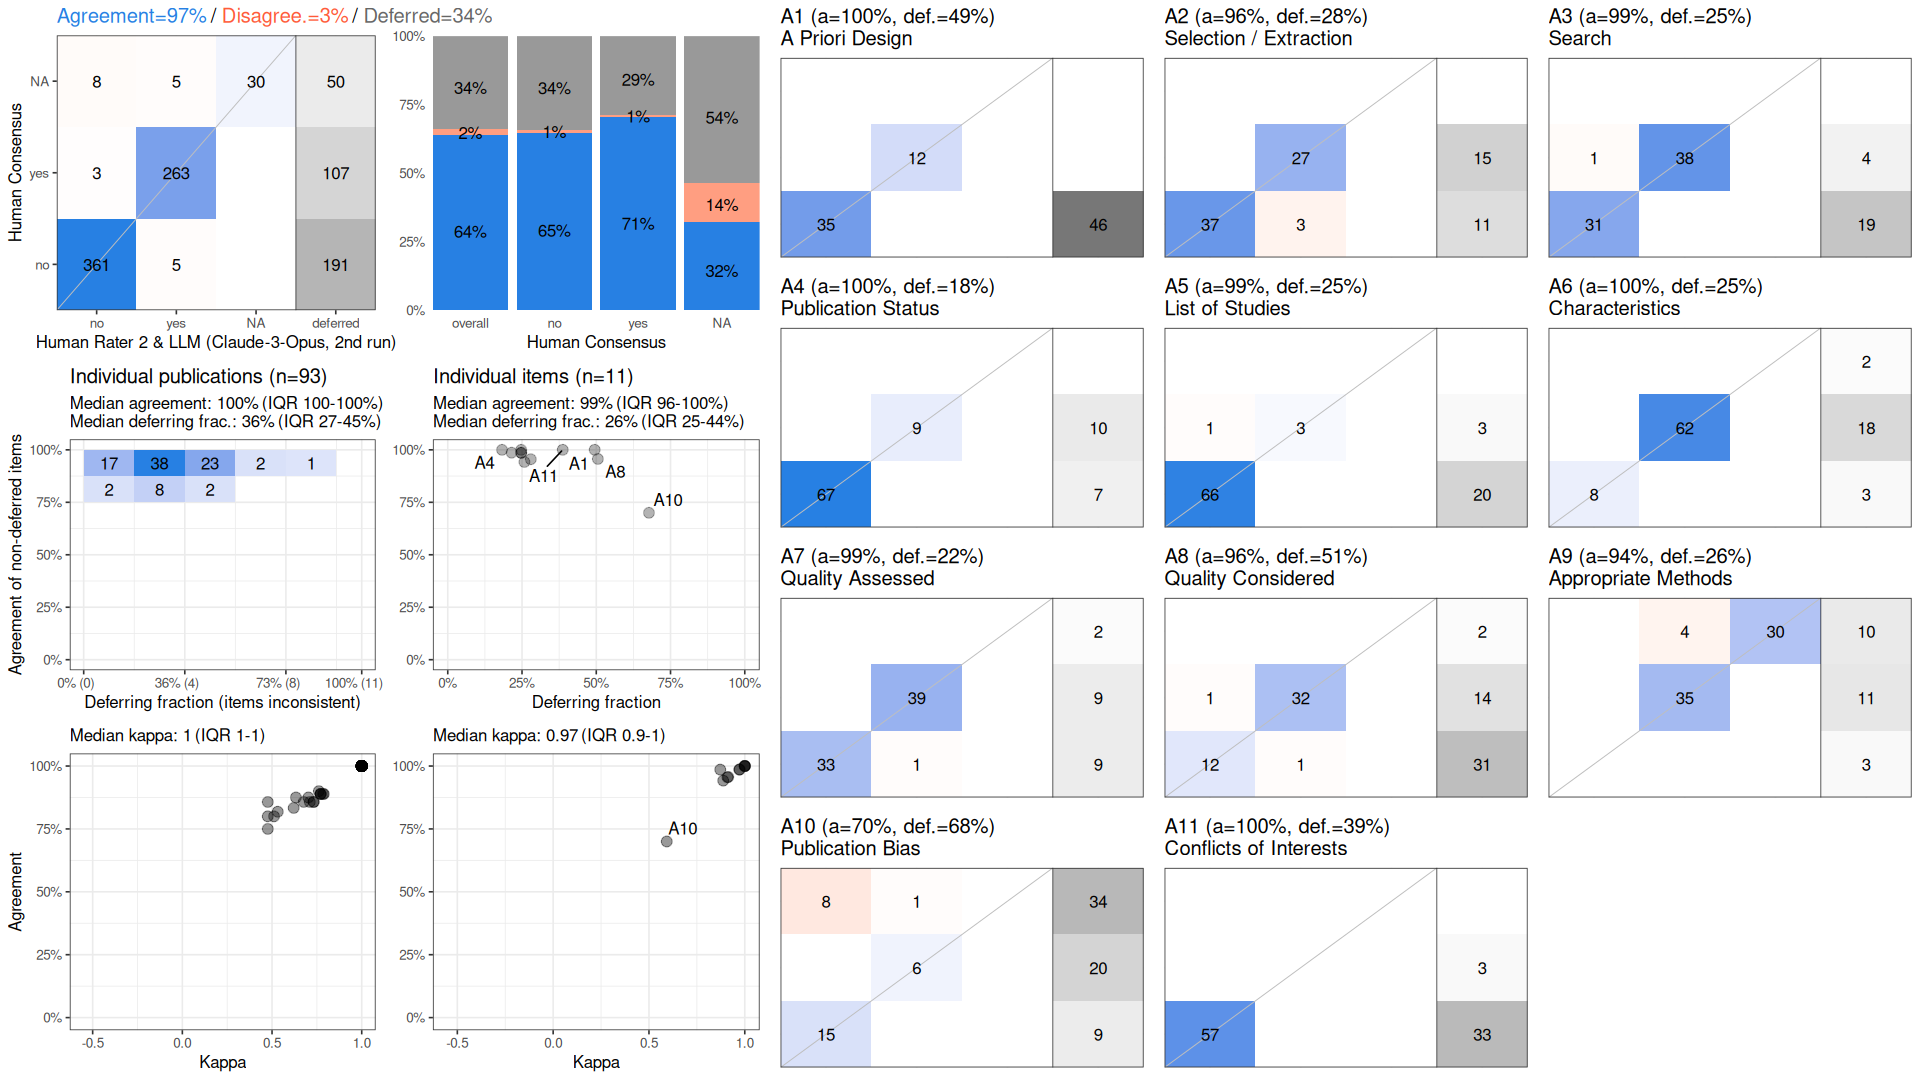 Agreement=97% / Disagree.=3% / Deferred=34%
Human Consensus
NA
8
5
30
50
yes
3
263
107
no
361
5
191
no
yes
NA
deferred
Human Rater 2 & LLM (Claude-3-Opus, 2nd run)
100%
75%
50%
25%
0%
34%
2%
64%
34%
1%
65%
29%
1%
71%
54%
14%
32%
overall
no
yes
NA
Human Consensus
Individual publications (n=93)
Median agreement: 100% (IQR 100-100%)
Median deferring frac.: 36% (IQR 27-45%)
Agreement of non-deferred items
100%
75%
50%
25%
0%
17
38
23
2
1
2
8
2
0% (0)
36% (4)
73% (8)
100% (11)
Deferring fraction (items inconsistent)
Individual items (n=11)
Median agreement: 99% (IQR 96-100%)
Median deferring frac.: 26% (IQR 25-44%)
100%
75%
50%
25%
0%
A4
A11
A1
A8
A10
0%
25%
50%
75%
100%
Deferring fraction
Median kappa: 1 (IQR 1-1)
Agreement
100%
75%
50%
25%
0%
-0.5
0.0
0.5
1.0
Kappa
Median kappa: 0.97 (IQR 0.9-1)
100%
75%
50%
25%
0%
A10
-0.5
0.0
0.5
1.0
Kappa
A1 (a=100%, def.=49%)
A Priori Design
12
35
46
A2 (a=96%, def.=28%)
Selection / Extraction
27
15
37
3
11
A3 (a=99%, def.=25%)
Search
1
38
4
31
19
A4 (a=100%, def.=18%)
Publication Status
9
10
67
7
A5 (a=99%, def.=25%)
List of Studies
1
3
3
66
20
A6 (a=100%, def.=25%)
Characteristics
2
62
18
8
3
A7 (a=99%, def.=22%)
Quality Assessed
2
39
9
33
1
9
A8 (a=96%, def.=51%)
Quality Considered
2
1
32
14
12
1
31
A9 (a=94%, def.=26%)
Appropriate Methods
4
30
10
35
11
3
A10 (a=70%, def.=68%)
Publication Bias
8
1
34
6
20
15
9
A11 (a=100%, def.=39%)
Conflicts of Interests
3
57
33